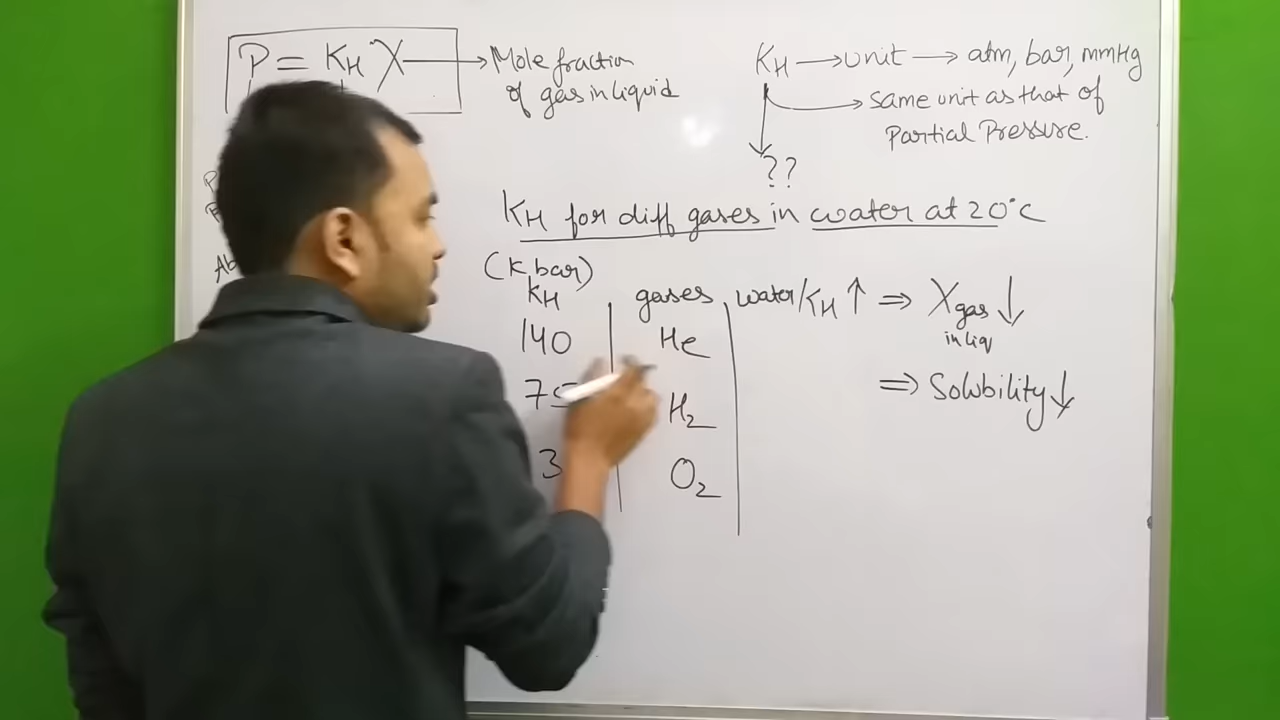 P = KH X → Mole fraction
of gas in liquid
KH → unit → atm, bar, mmHg
→ same unit as that of
Partial Pressure.
??
KH for diff gases in water at 20°C
(K bar)
KH gases water/KH ↑ ⇒ Xgas ↓
in liq
140 He
⇒ Solubility ↓
H2
O2